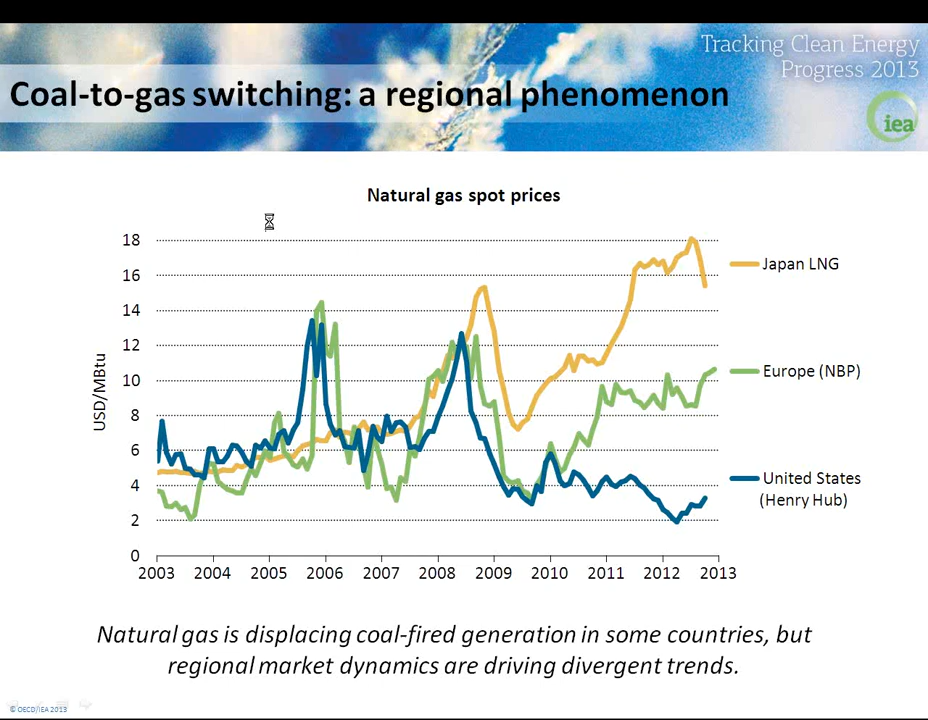 Tracking Clean Energy
Progress 2013
Coal-to-gas switching: a regional phenomenon
iea
Natural gas spot prices
18
16
14
12
10
8
6
4
2
0
USD/MBtu
2003 2004 2005 2006 2007 2008 2009 2010 2011 2012 2013
Japan LNG
Europe (NBP)
United States
(Henry Hub)
Natural gas is displacing coal-fired generation in some countries, but
regional market dynamics are driving divergent trends.
© OECD/IEA 2013